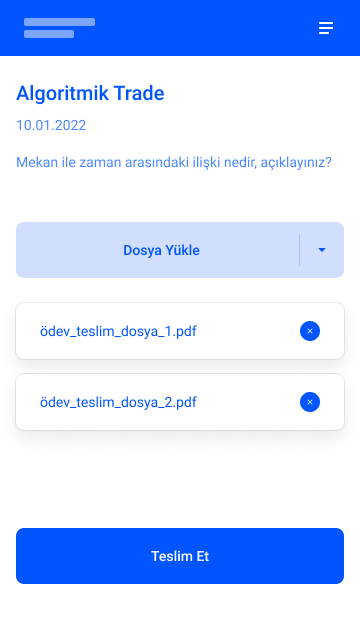 Algoritmik Trade
10.01.2022
Mekan ile zaman arasındaki ilişki nedir, açıklayınız?
Dosya Yükle
ödev_teslim_dosya_1.pdf
ödev_teslim_dosya_2.pdf
Teslim Et